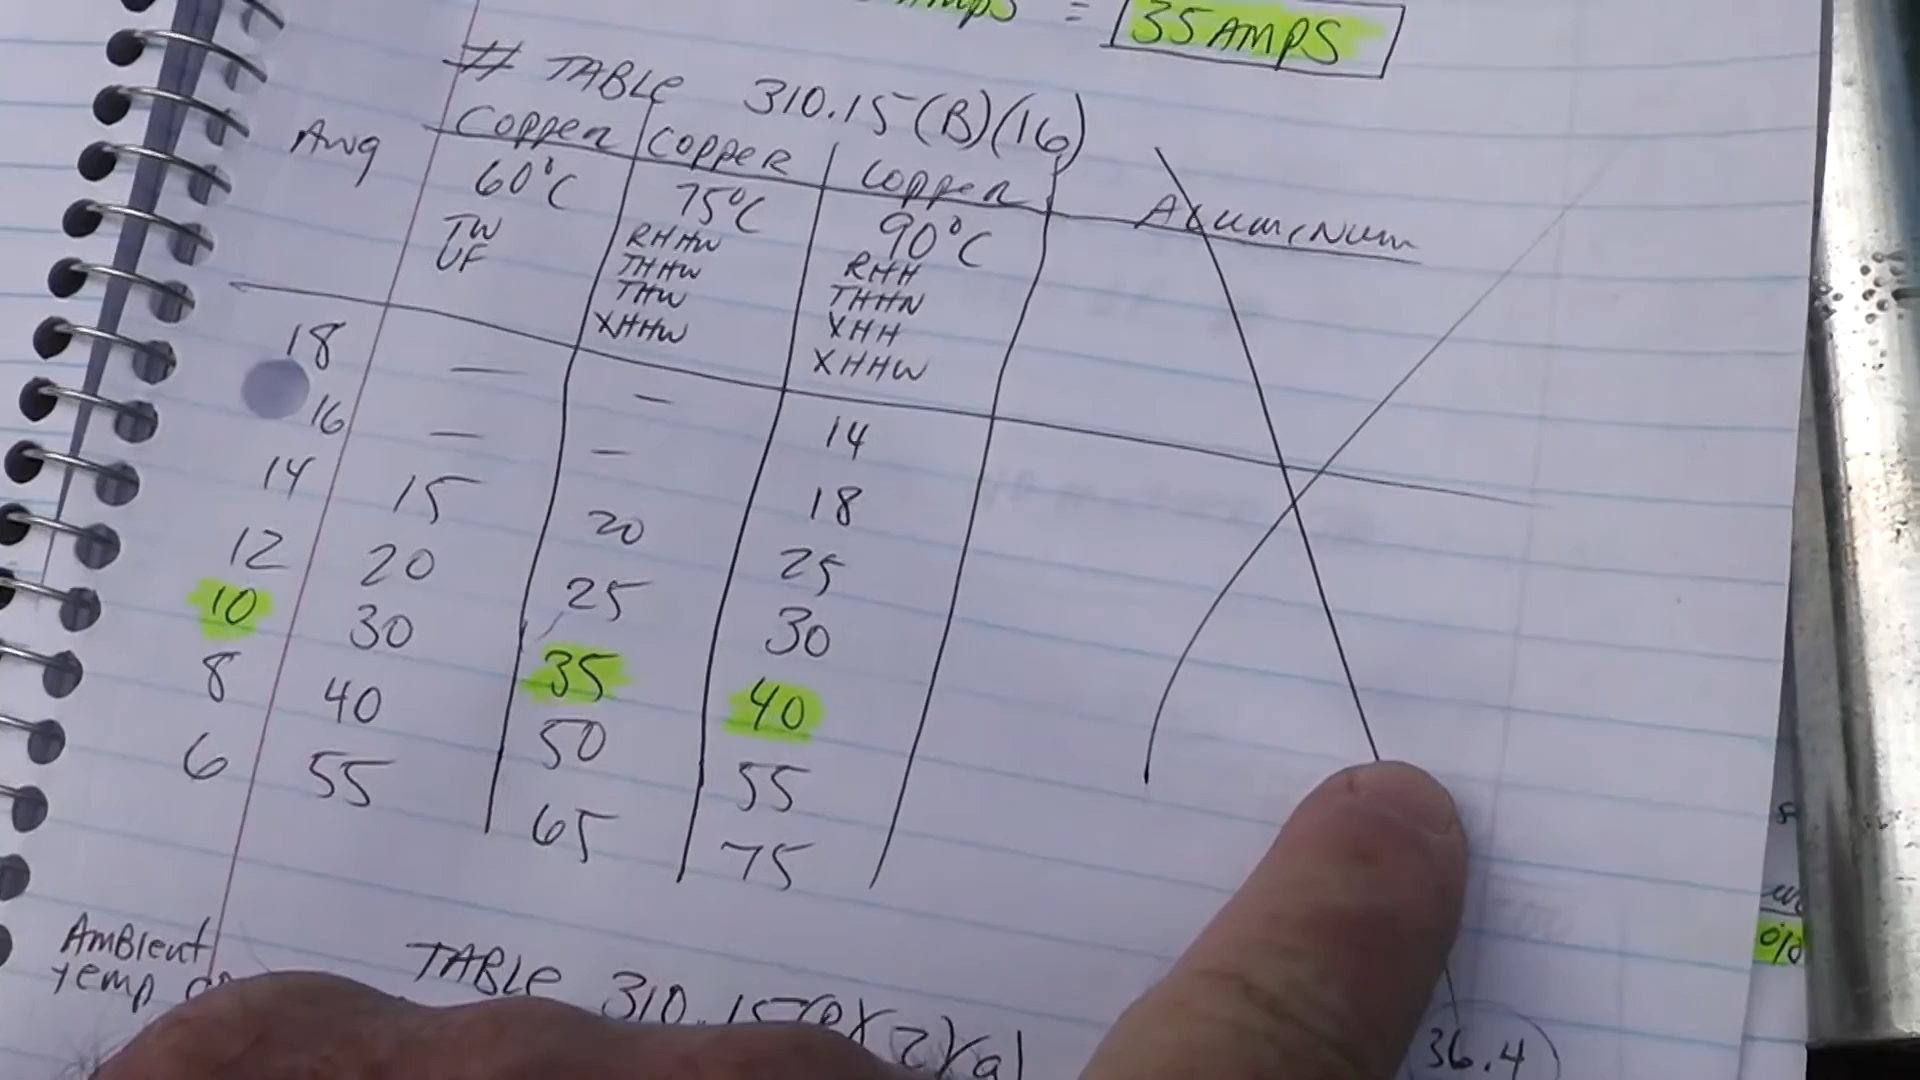 = 35 AMPS
# TABLE 310.15(B)(16)
Awg Copper Copper Copper Aluminum
60°C 75°C 90°C
TW RHHW RHH
UF THHW THHN
THW XHH
XHHW XHHW
18 — — 14
16 — — 18
14 15 20 25
12 20 25 30
10 30 35 40
8 40 50 55
6 55 65 75
Ambient
Temp
TABLE 310.15(B)(2)(a)
36.4